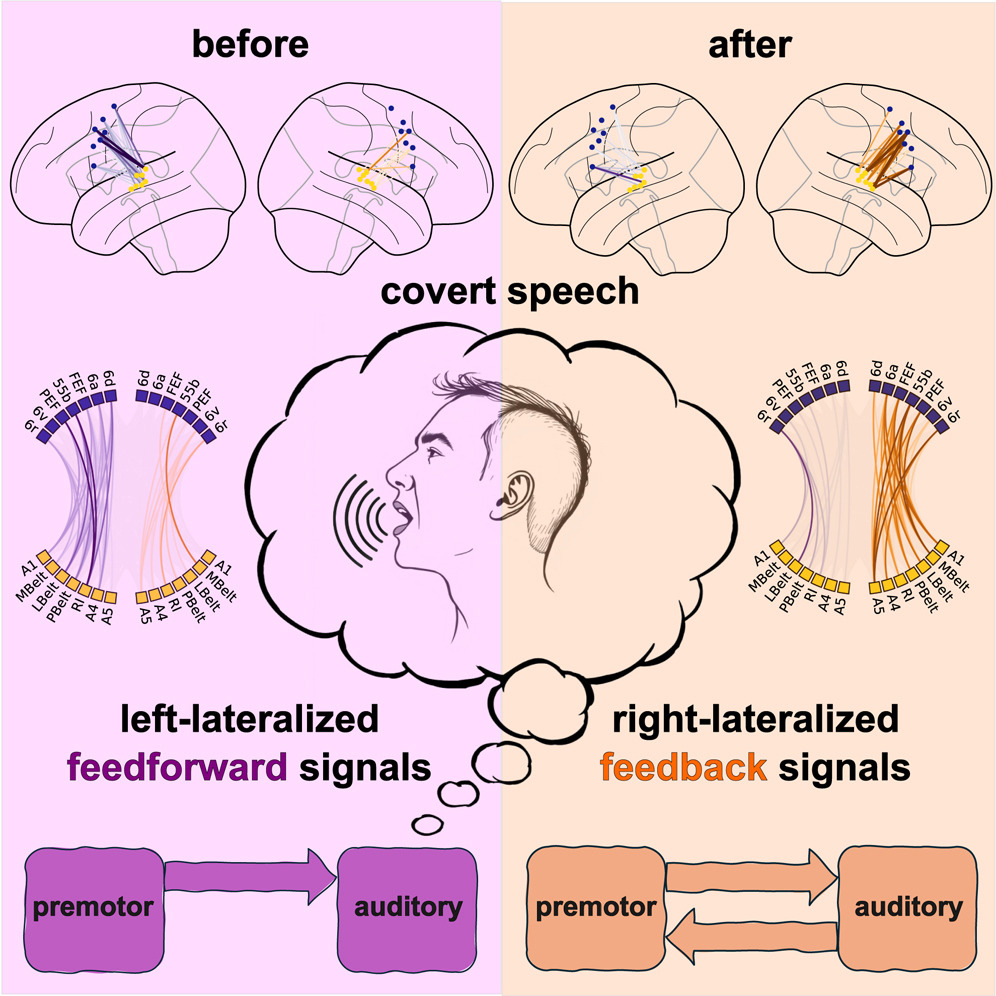 before
after
covert speech
6r
6v
PEF
55b
FEF
6a
6d
6d
6a
FEF
55b
PEF
6v
6r
A1
MBelt
LBelt
PBelt
RI
A4
A5
A5
A4
RI
PBelt
LBelt
MBelt
A1
6r
6v
PEF
55b
FEF
6a
6d
6d
6a
FEF
55b
PEF
6v
6r
A1
MBelt
LBelt
PBelt
RI
A4
A5
A5
A4
RI
PBelt
LBelt
MBelt
A1
left-lateralized
feedforward signals
right-lateralized
feedback signals
premotor
auditory
premotor
auditory